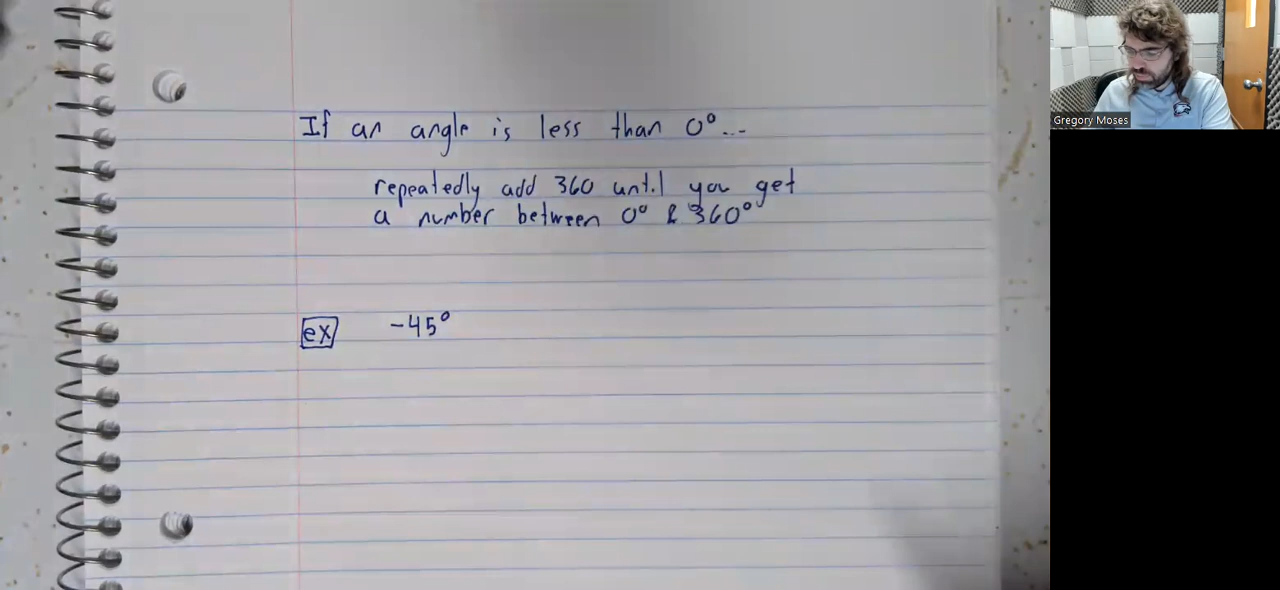 If an angle is less than 0°...
repeatedly add 360 until you get
a number between 0° & 360°
ex -45°
Gregory Moses